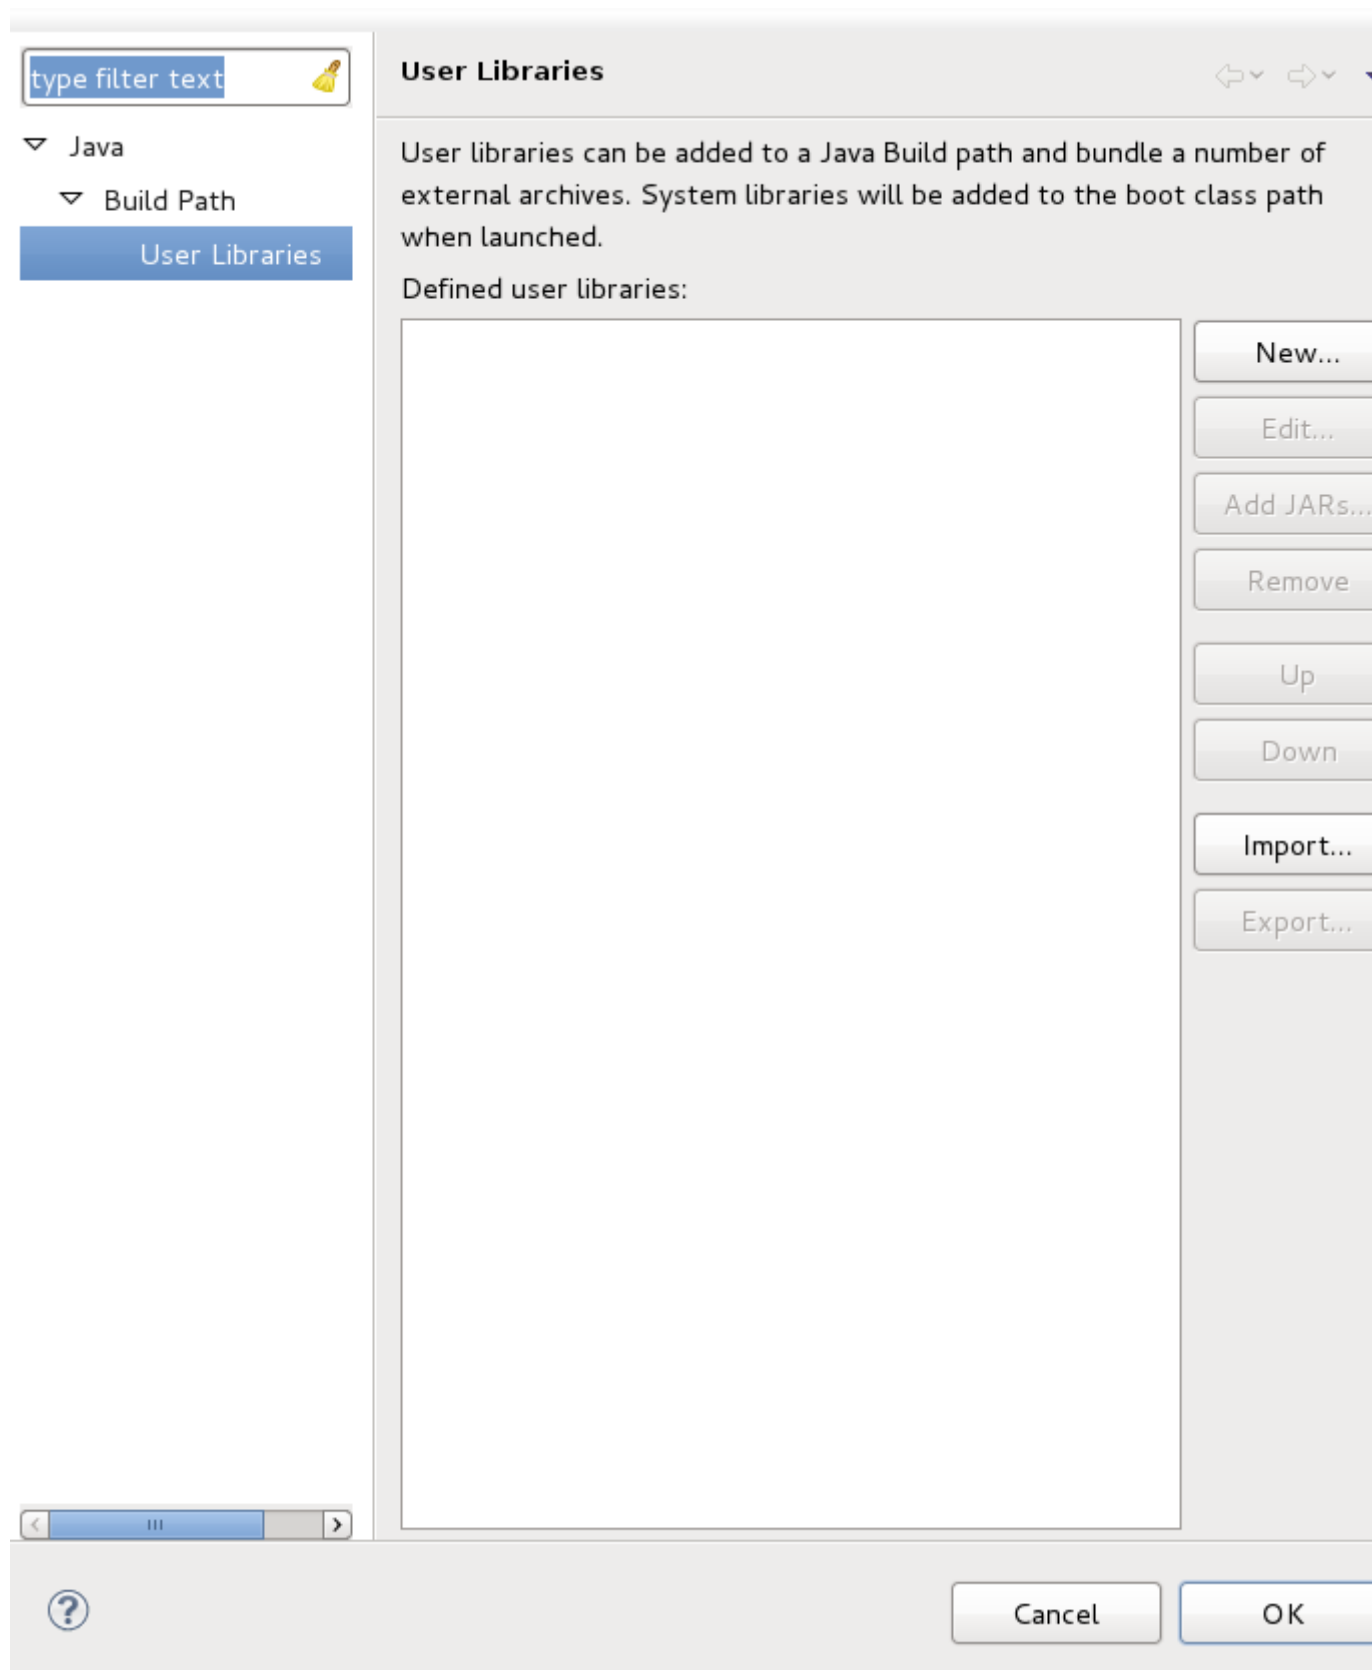 type filter text
Java
Build Path
User Libraries
User Libraries
User libraries can be added to a Java Build path and bundle a number of
external archives. System libraries will be added to the boot class path
when launched.
Defined user libraries:
New...
Edit...
Add JARs...
Remove
Up
Down
Import...
Export...
?
Cancel
OK